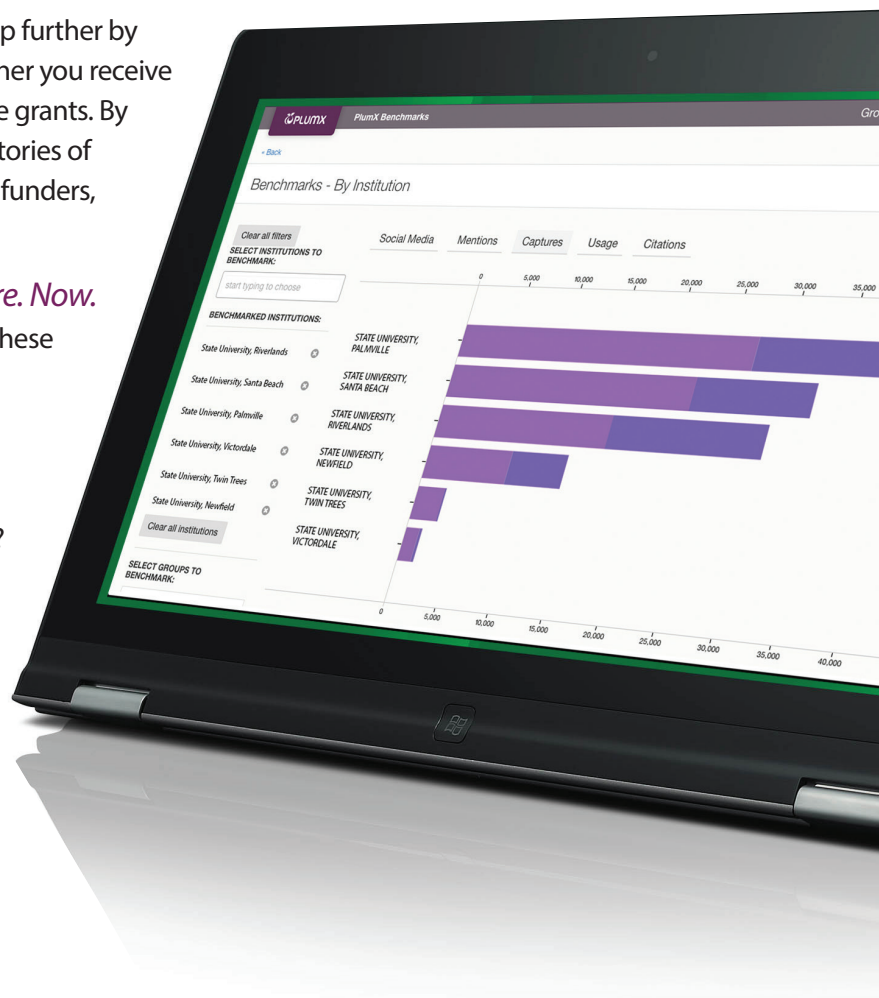 p further by
her you receive
e grants. By
tories of
funders,
re. Now.
hese
?
PLUMX
PlumX Benchmarks
Gro
‹ Back
Benchmarks - By Institution
Clear all filters
SELECT INSTITUTIONS TO
BENCHMARK:
start typing to choose
BENCHMARKED INSTITUTIONS:
State University, Riverlands
State University, Santa Beach
State University, Palmville
State University, Victordale
State University, Twin Trees
State University, Newfield
Clear all institutions
SELECT GROUPS TO
BENCHMARK:
Social Media Mentions Captures Usage Citations
0 5,000 10,000 15,000 20,000 25,000 30,000 35,000
STATE UNIVERSITY,
PALMVILLE
STATE UNIVERSITY,
SANTA BEACH
STATE UNIVERSITY,
RIVERLANDS
STATE UNIVERSITY,
NEWFIELD
STATE UNIVERSITY,
TWIN TREES
STATE UNIVERSITY,
VICTORDALE
0 5,000 10,000 15,000 20,000 25,000 30,000 35,000 40,000